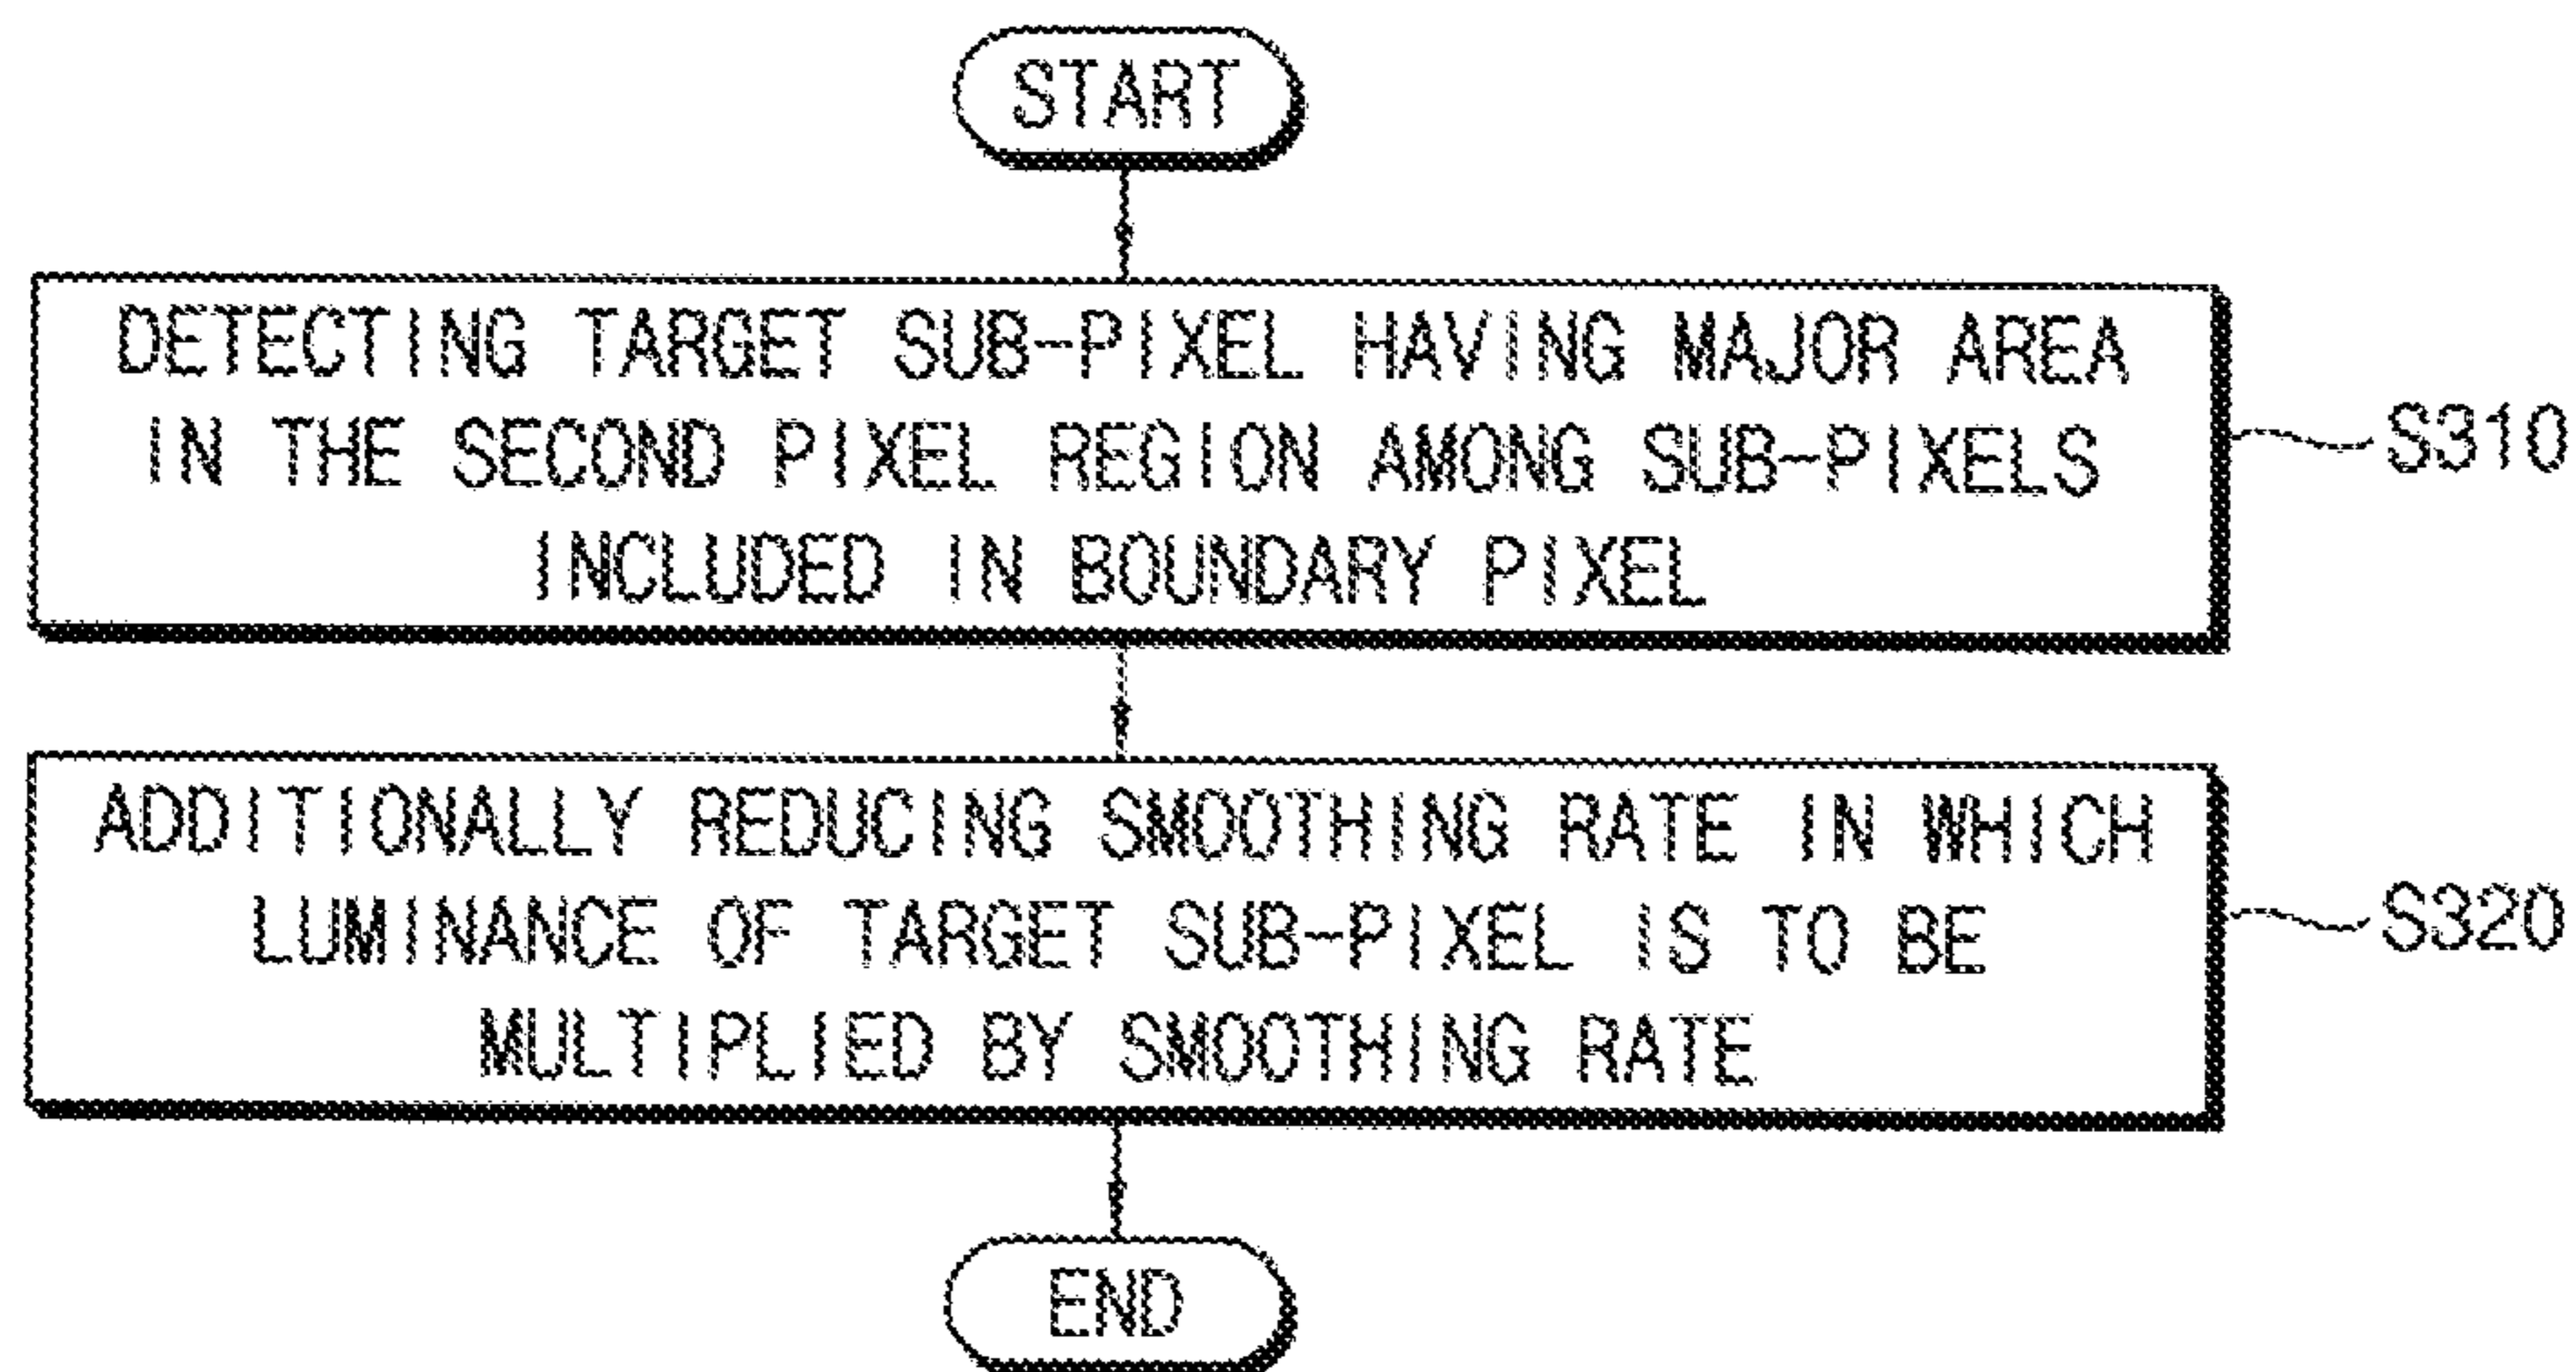 START
DETECTING TARGET SUB-PIXEL HAVING MAJOR AREA
IN THE SECOND PIXEL REGION AMONG SUB-PIXELS
INCLUDED IN BOUNDARY PIXEL
S310
ADDITIONALLY REDUCING SMOOTHING RATE IN WHICH
LUMINANCE OF TARGET SUB-PIXEL IS TO BE
MULTIPLIED BY SMOOTHING RATE
S320
END